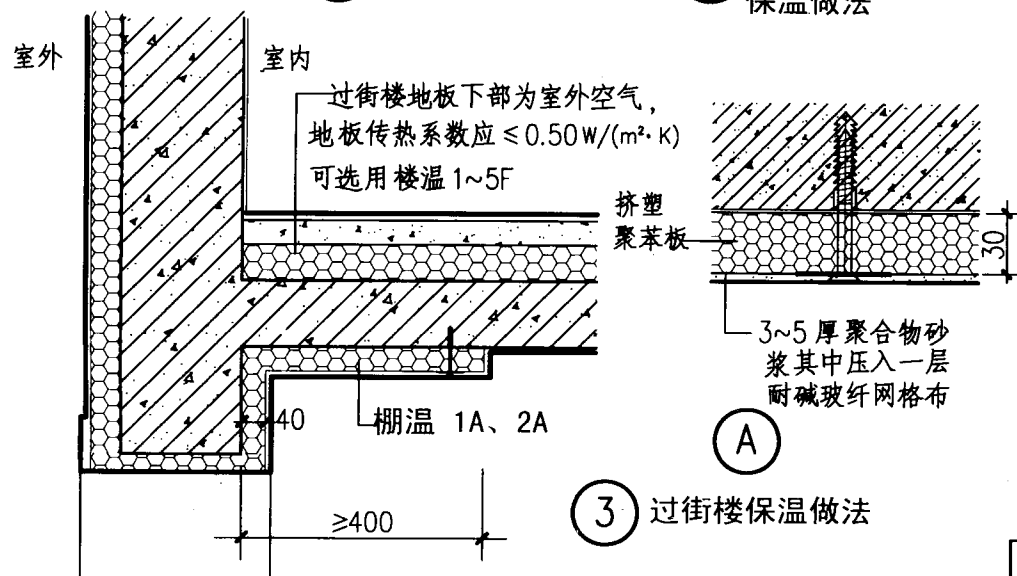 保温做法
室外
室内
过街楼地板下部为室外空气，
地板传热系数应≤0.50W/(m²·K)
可选用楼温1~5F
挤塑
聚苯板
30
3~5厚聚合物砂
浆其中压入一层
耐碱玻纤网格布
40
棚温 1A、2A
A
≥400
3 过街楼保温做法